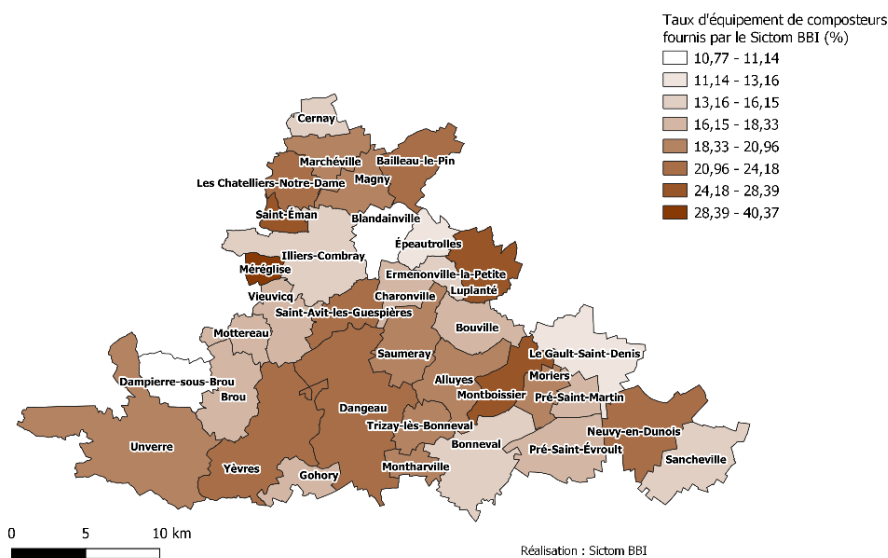 Taux d'équipement de composteurs
fournis par le Sictom BBI (%)
10,77 - 11,14
11,14 - 13,16
13,16 - 16,15
16,15 - 18,33
18,33 - 20,96
20,96 - 24,18
24,18 - 28,39
28,39 - 40,37
Cernay
Marchéville
Bailleau-le-Pin
Les Chatelliers-Notre-Dame
Magny
Saint-Éman
Blandainville
Épeautrolles
Illiers-Combray
Méréglise
Ermenonville-la-Petite
Vieuvicq
Charonville
Luplanté
Saint-Avit-les-Guespières
Mottereau
Bouville
Saumeray
Le Gault-Saint-Denis
Dampierre-sous-Brou
Alluyes
Moriers
Brou
Montboissier
Pré-Saint-Martin
Dangeau
Trizay-lès-Bonneval
Neuvy-en-Dunois
Unverre
Bonneval
Pré-Saint-Évroult
Sancheville
Yèvres
Gohory
Montharville
0 5 10 km
Réalisation : Sictom BBI